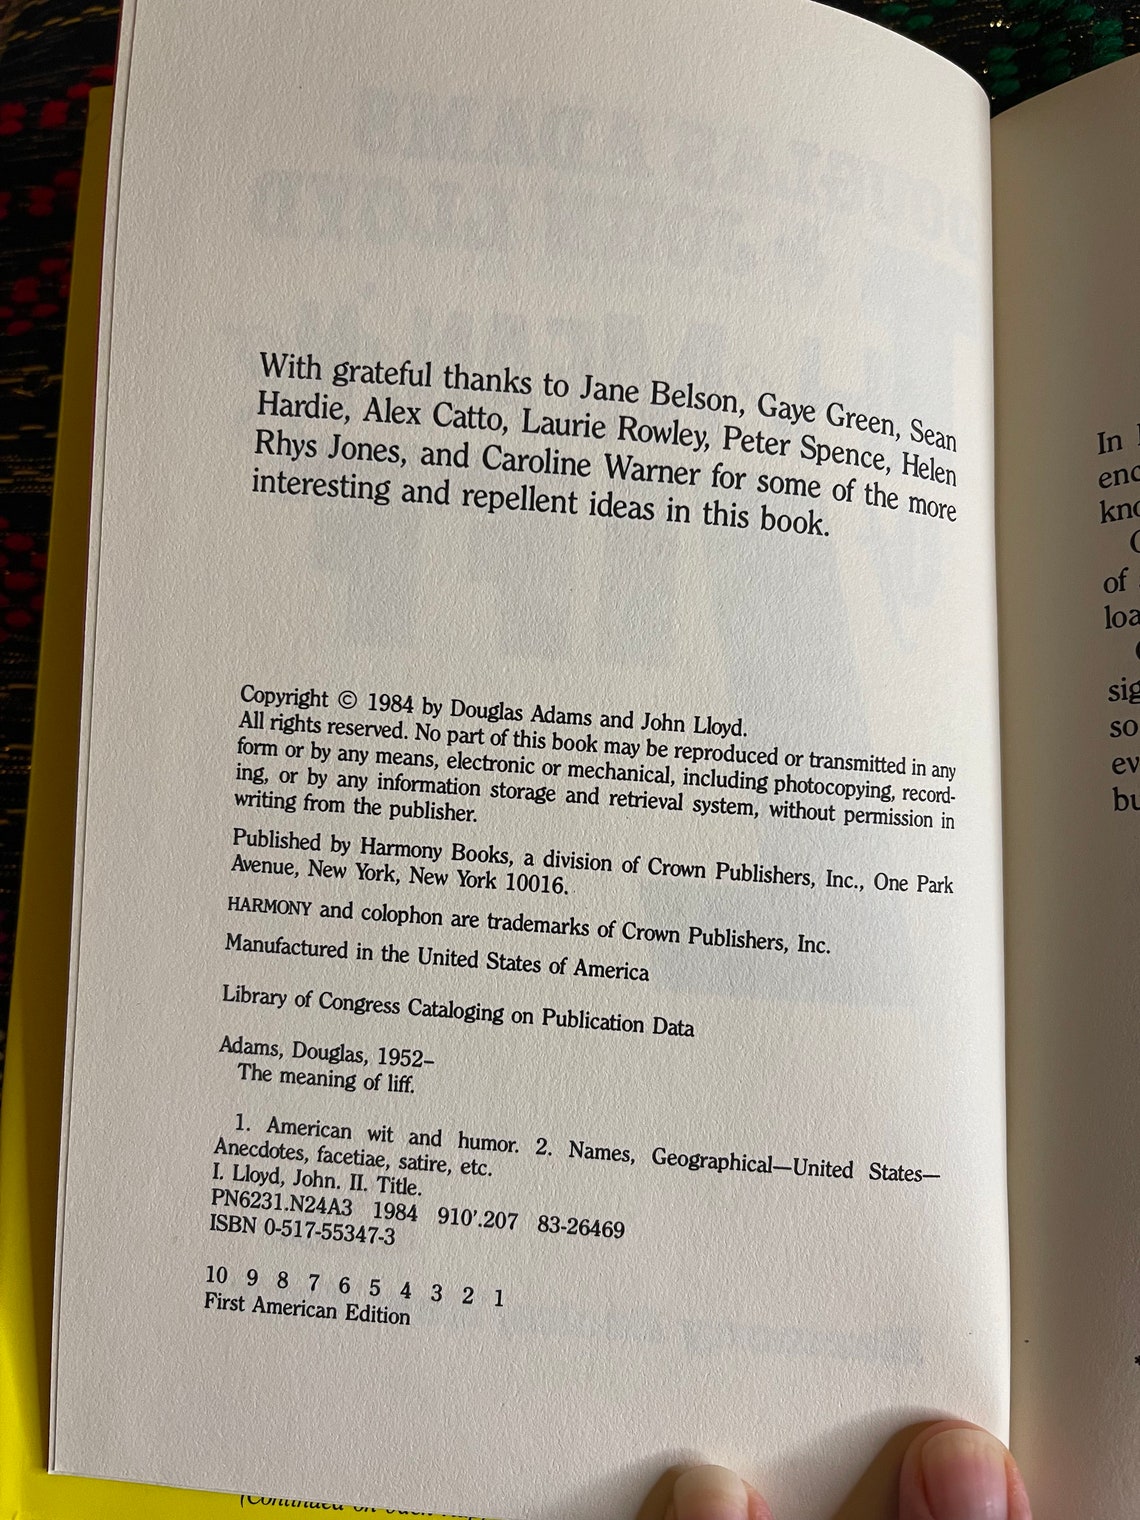 With grateful thanks to Jane Belson, Gaye Green, Sean
Hardie, Alex Catto, Laurie Rowley, Peter Spence, Helen
Rhys Jones, and Caroline Warner for some of the more
interesting and repellent ideas in this book.
Copyright © 1984 by Douglas Adams and John Lloyd.
All rights reserved. No part of this book may be reproduced or transmitted in any
form or by any means, electronic or mechanical, including photocopying, record-
ing, or by any information storage and retrieval system, without permission in
writing from the publisher.
Published by Harmony Books, a division of Crown Publishers, Inc., One Park
Avenue, New York, New York 10016.
HARMONY and colophon are trademarks of Crown Publishers, Inc.
Manufactured in the United States of America
Library of Congress Cataloging on Publication Data
Adams, Douglas, 1952–
The meaning of liff.
1. American wit and humor. 2. Names, Geographical—United States—
Anecdotes, facetiae, satire, etc.
I. Lloyd, John. II. Title.
PN6231.N24A3 1984 910'.207 83-26469
ISBN 0-517-55347-3
10 9 8 7 6 5 4 3 2 1
First American Edition
(Continued on
In
of
so